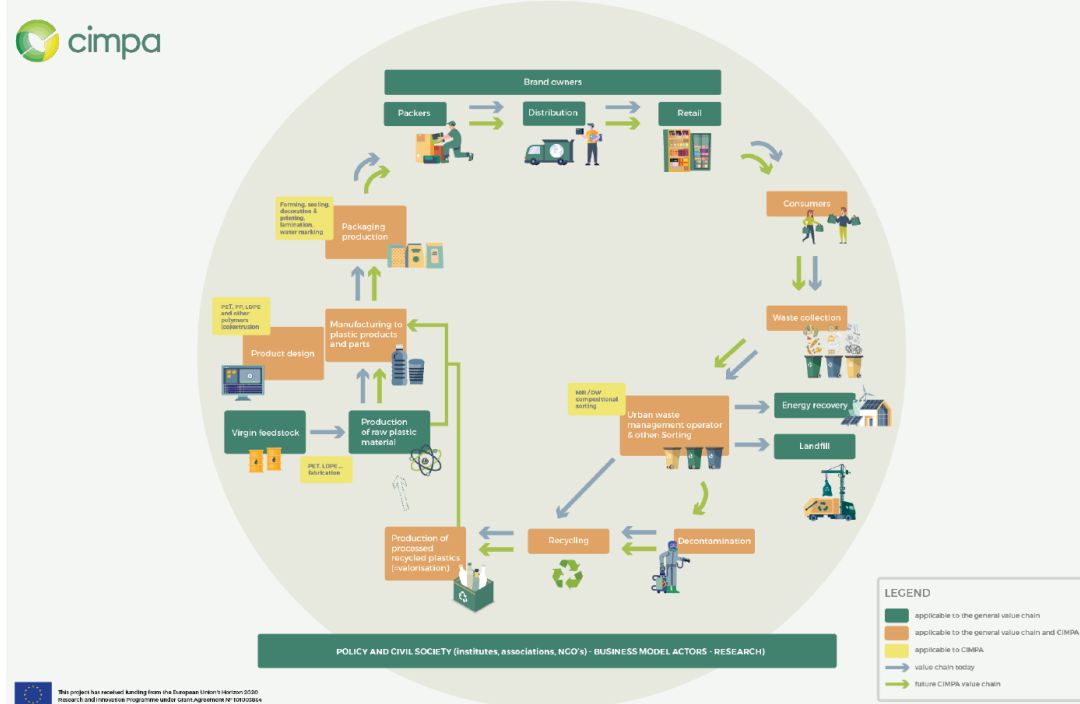 cimpa
Brand owners
Packers
Distribution
Retail
Consumers
Forming, sealing,
decoration &
printing,
lamination,
water marking
Packaging
production
PET, PP, LDPE
and other
polymers
Product design
Manufacturing to
plastic products
and parts
Waste collection
Virgin feedstock
Production
of raw plastic
material
PET, LDPE ...
fabrication
sorting
Urban waste
management operator
& other: Sorting
Energy recovery
Landfill
Production of
processed
recycled plastics
(=valorisation)
Recycling
Decontamination
POLICY AND CIVIL SOCIETY (institutes, associations, NGO's) - BUSINESS MODEL ACTORS - RESEARCH)
LEGEND
applicable to the general value chain
applicable to the general value chain and CIMPA
applicable to CIMPA
value chain today
future CIMPA value chain
This project has received funding from the European Union's Horizon 2020
Research and Innovation Programme under Grant Agreement N° 101003864